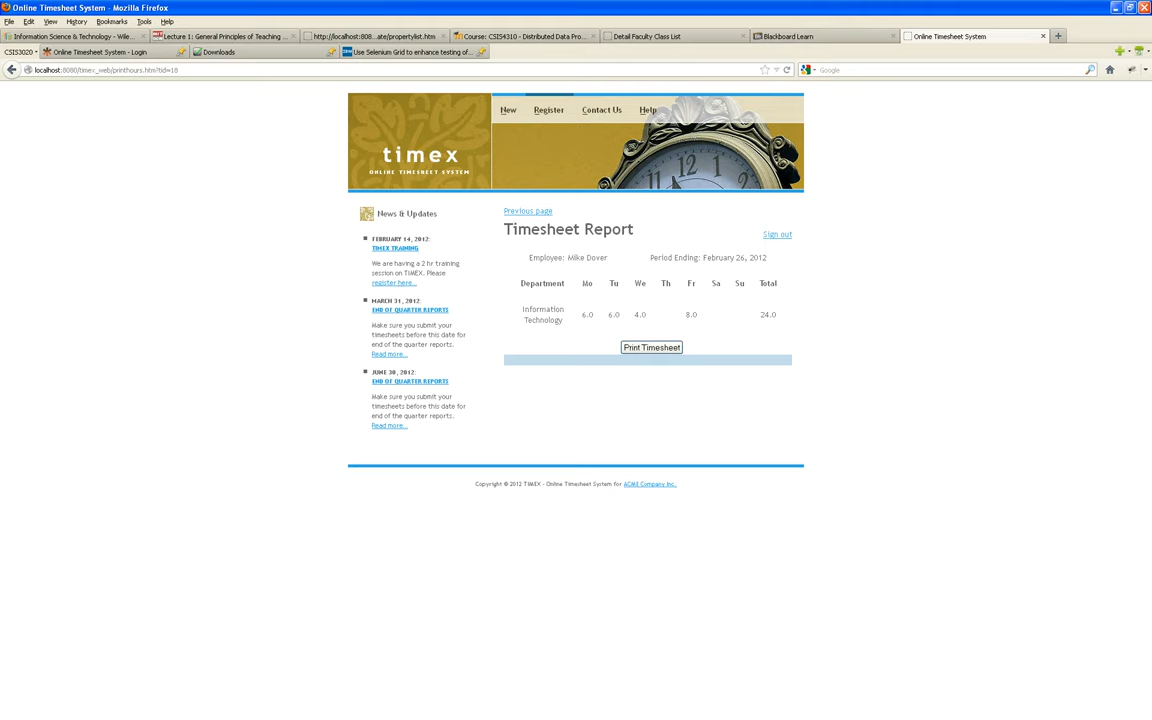 Online Timesheet System - Mozilla Firefox
File Edit View History Bookmarks Tools Help
Information Science & Technology - Wile...
Lecture 1: General Principles of Teaching ...
http://localhost:808...ate/propertylist.htm
Course: CSIS4310 - Distributed Data Pro...
Detail Faculty Class List
Blackboard Learn
Online Timesheet System
CSIS3020
Online Timesheet System - Login
Downloads
Use Selenium Grid to enhance testing of...
localhost:8080/timex_web/printhours.htm?tid=18
Google
New Register Contact Us Help
timex
ONLINE TIMESHEET SYSTEM
12 11 1 10 2
News & Updates
FEBRUARY 14, 2012:
TIMEX TRAINING
We are having a 2 hr training
session on TIMEX. Please
register here...
MARCH 31, 2012:
END OF QUARTER REPORTS
Make sure you submit your
timesheets before this date for
end of the quarter reports.
Read more...
JUNE 30, 2012:
END OF QUARTER REPORTS
Make sure you submit your
timesheets before this date for
end of the quarter reports.
Read more...
Previous page
Timesheet Report
Sign out
Employee: Mike Dover Period Ending: February 26, 2012
Department Mo Tu We Th Fr Sa Su Total
Information
Technology 6.0 6.0 4.0 8.0 24.0
Print Timesheet
Copyright © 2012 TIMEX - Online Timesheet System for ACME Company Inc.